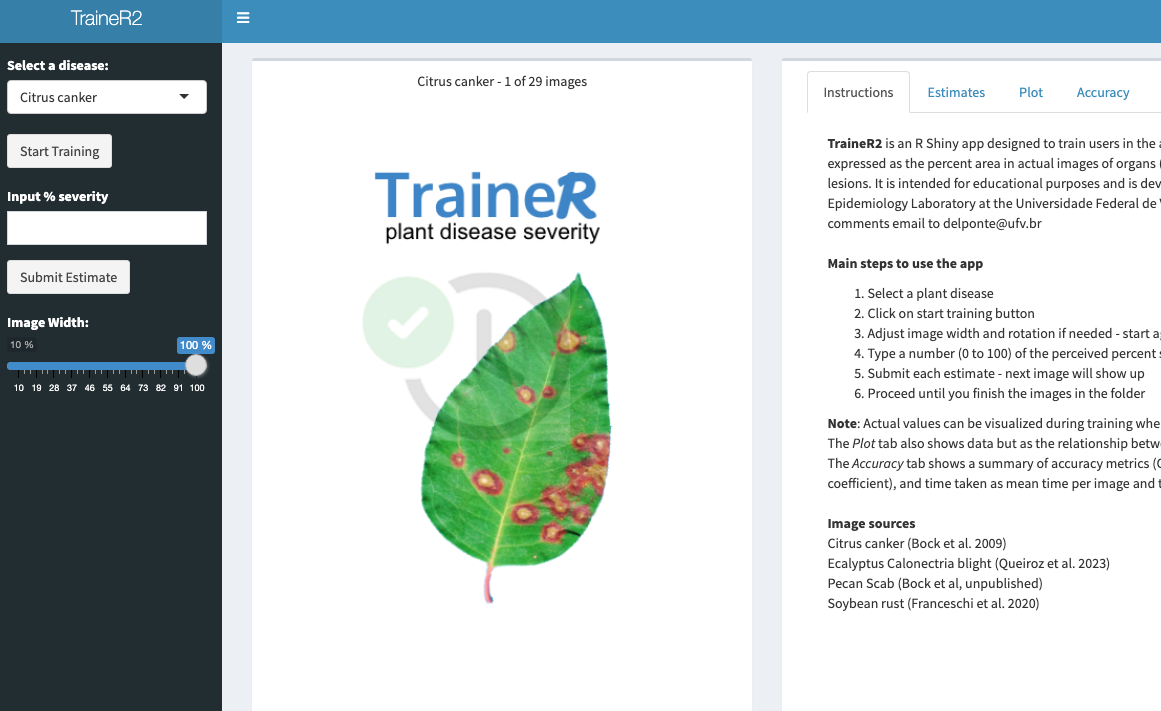 TraineR2
Select a disease:
Citrus canker
Start Training
Input % severity
Submit Estimate
Image Width:
10 %
100 %
10 19 28 37 46 55 64 73 82 91 100
Citrus canker - 1 of 29 images
TraineR
plant disease severity
Instructions
Estimates
Plot
Accuracy
TraineR2 is an R Shiny app designed to train users in the
expressed as the percent area in actual images of organs (
lesions. It is intended for educational purposes and is dev
Epidemiology Laboratory at the Universidade Federal de
comments email to delponte@ufv.br
Main steps to use the app
1. Select a plant disease
2. Click on start training button
3. Adjust image width and rotation if needed - start
4. Type a number (0 to 100) of the perceived percent
5. Submit each estimate - next image will show up
6. Proceed until you finish the images in the folder
Note: Actual values can be visualized during training whe
The Plot tab also shows data but as the relationship betw
The Accuracy tab shows a summary of accuracy metrics (
coefficient), and time taken as mean time per image and
Image sources
Citrus canker (Bock et al. 2009)
Ecalyptus Calonectria blight (Queiroz et al. 2023)
Pecan Scab (Bock et al, unpublished)
Soybean rust (Franceschi et al. 2020)